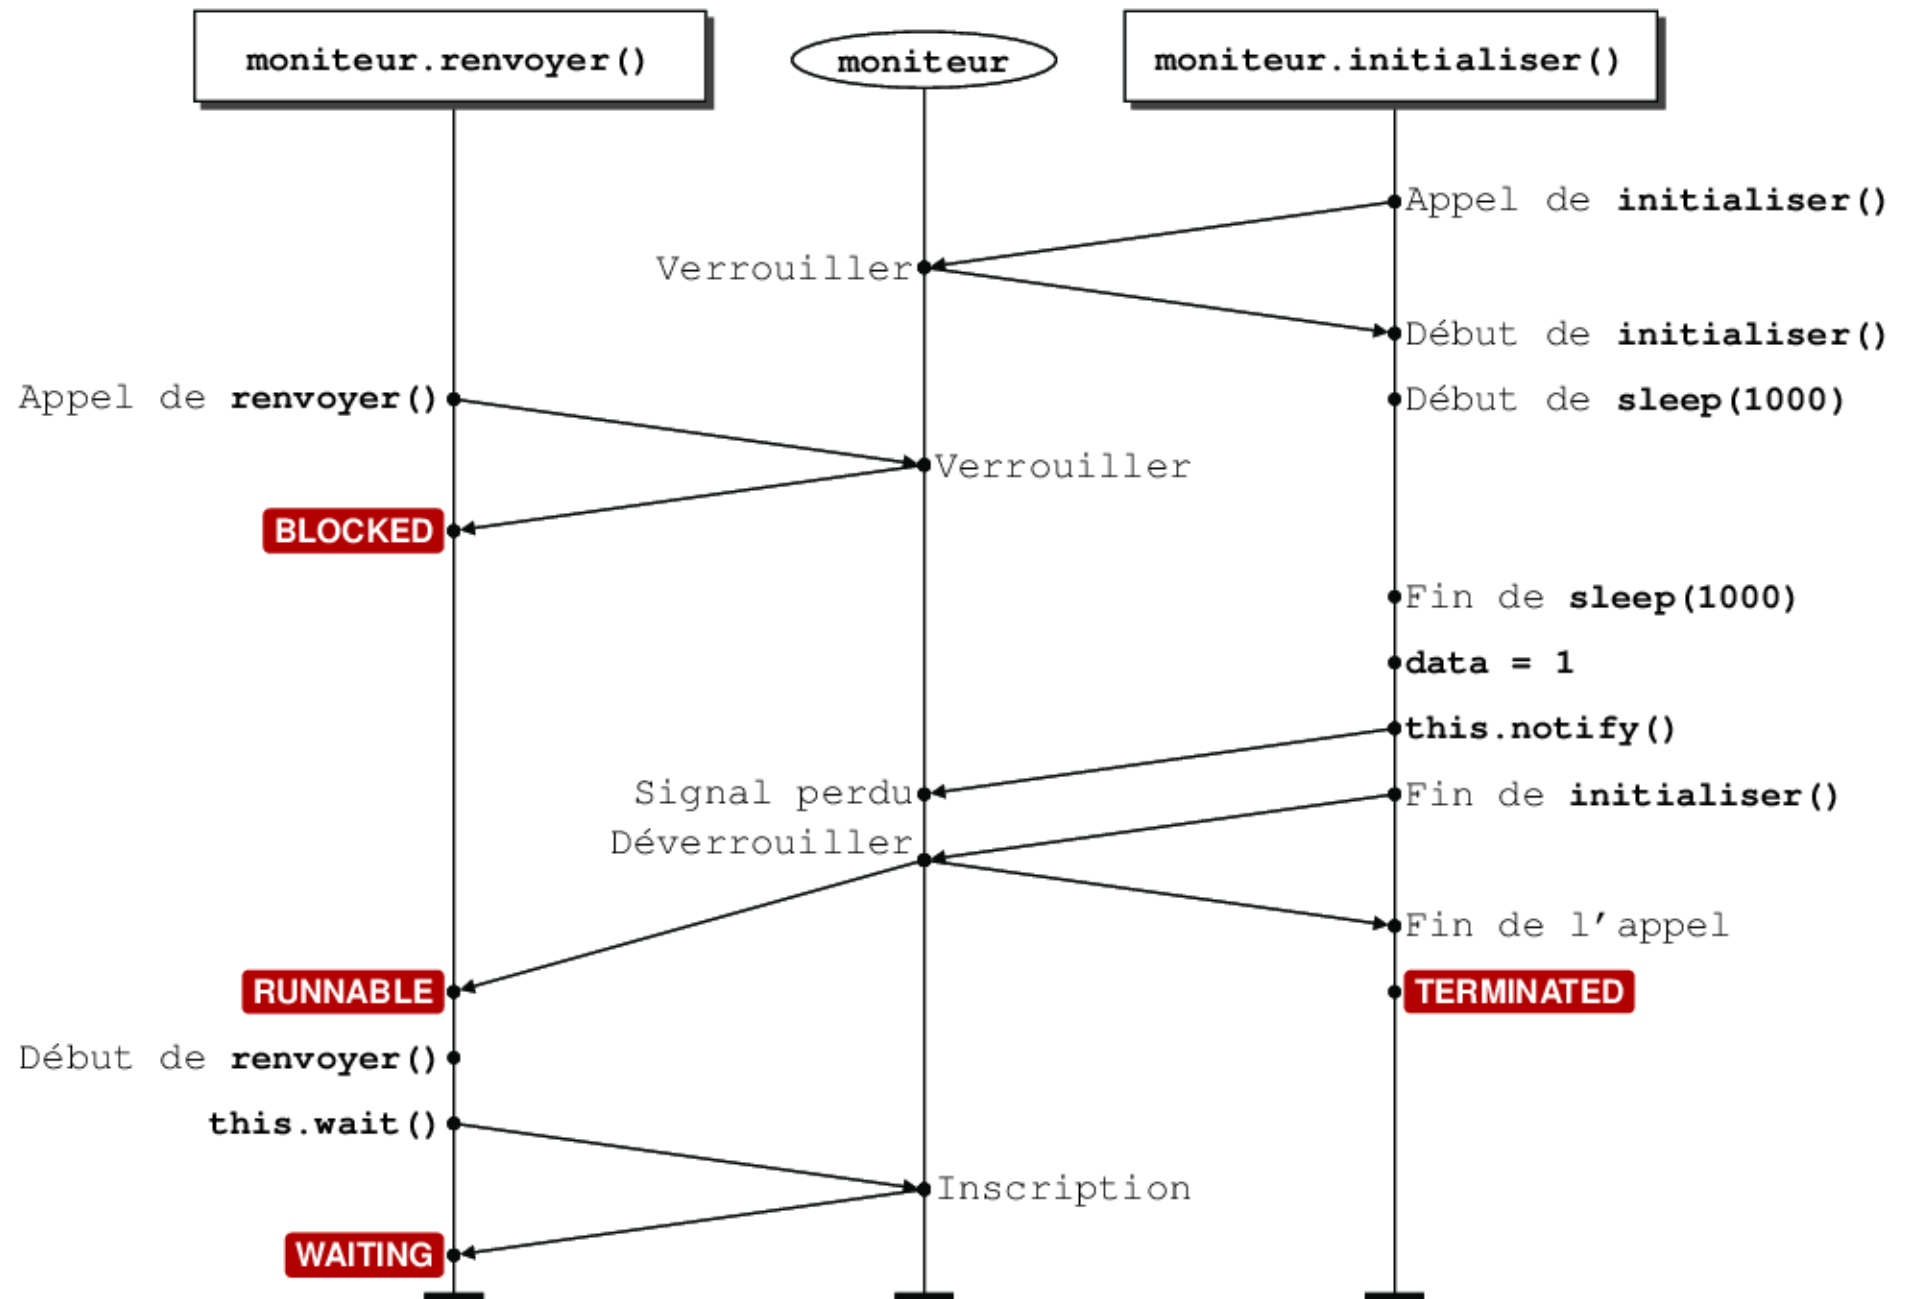 moniteur.renvoyer()
moniteur
moniteur.initialiser()
Appel de initialiser()
Verrouiller
Début de initialiser()
Appel de renvoyer()
Début de sleep(1000)
Verrouiller
BLOCKED
Fin de sleep(1000)
data = 1
this.notify()
Signal perdu
Fin de initialiser()
Déverrouiller
Fin de l'appel
RUNNABLE
TERMINATED
Début de renvoyer()
this.wait()
Inscription
WAITING